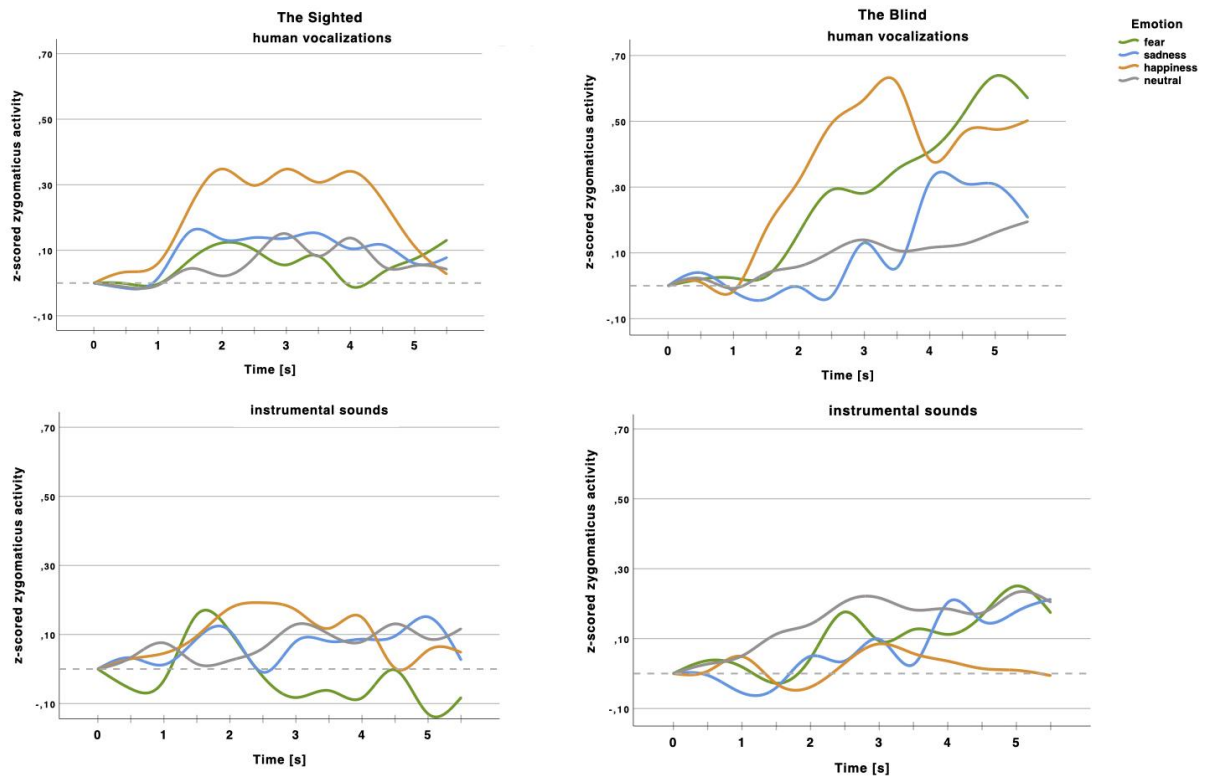 The Sighted
human vocalizations
,70
,50
,30
,10
-,10
z-scored zygomaticus activity
0 1 2 3 4 5
Time [s]
The Blind
human vocalizations
,70
,50
,30
,10
-,10
z-scored zygomaticus activity
0 1 2 3 4 5
Time [s]
Emotion
fear
sadness
happiness
neutral
instrumental sounds
,70
,50
,30
,10
-,10
z-scored zygomaticus activity
0 1 2 3 4 5
Time [s]
instrumental sounds
,70
,50
,30
,10
-,10
z-scored zygomaticus activity
0 1 2 3 4 5
Time [s]